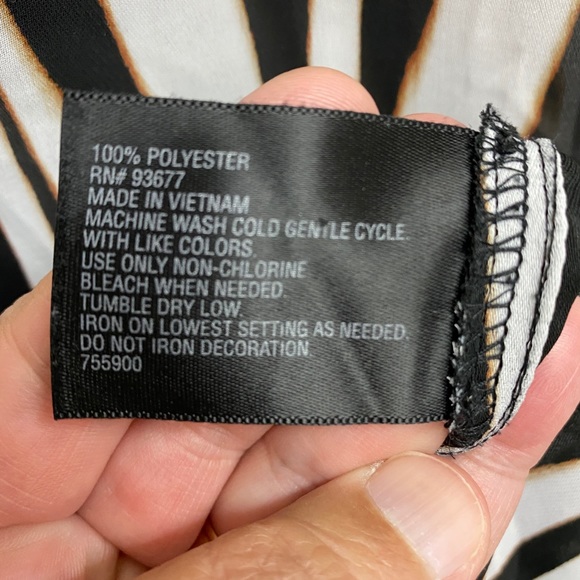 100% POLYESTER
RN# 93677
MADE IN VIETNAM
MACHINE WASH COLD GENTLE CYCLE.
WITH LIKE COLORS.
USE ONLY NON-CHLORINE
BLEACH WHEN NEEDED.
TUMBLE DRY LOW.
IRON ON LOWEST SETTING AS NEEDED.
DO NOT IRON DECORATION.
755900